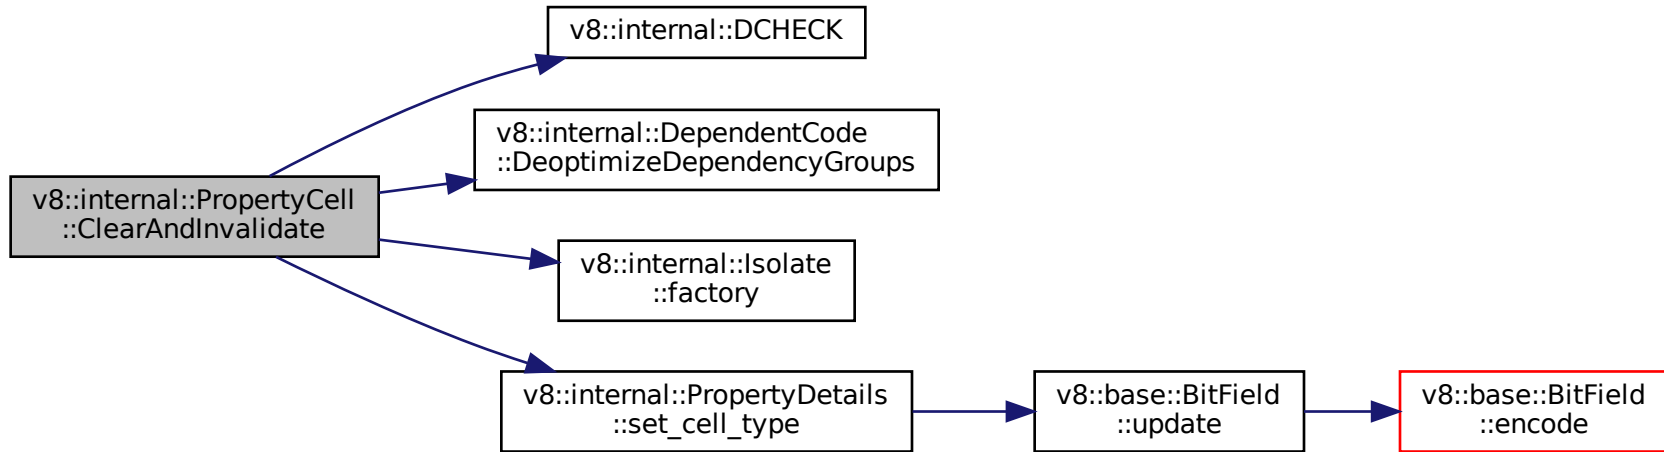 v8::internal::DCHECK
v8::internal::DependentCode
::DeoptimizeDependencyGroups
v8::internal::PropertyCell
::ClearAndInvalidate
v8::internal::Isolate
::factory
v8::internal::PropertyDetails
::set_cell_type
v8::base::BitField
::update
v8::base::BitField
::encode